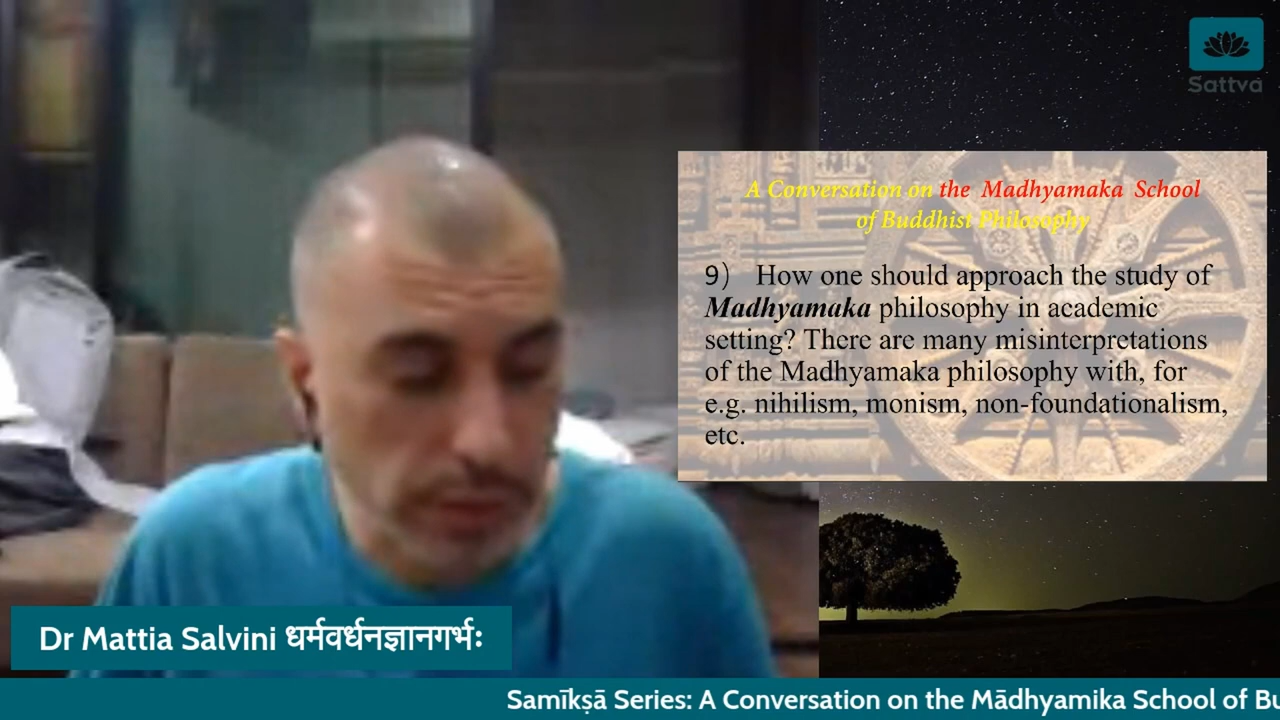 Sattva
A Conversation on the Madhyamaka School
of Buddhist Philosophy
9) How one should approach the study of
Madhyamaka philosophy in academic
setting? There are many misinterpretations
of the Madhyamaka philosophy with, for
e.g. nihilism, monism, non-foundationalism,
etc.
Dr Mattia Salvini धर्मवर्धनज्ञानगर्भः
Samīkṣā Series: A Conversation on the Mādhyamika School of Bu